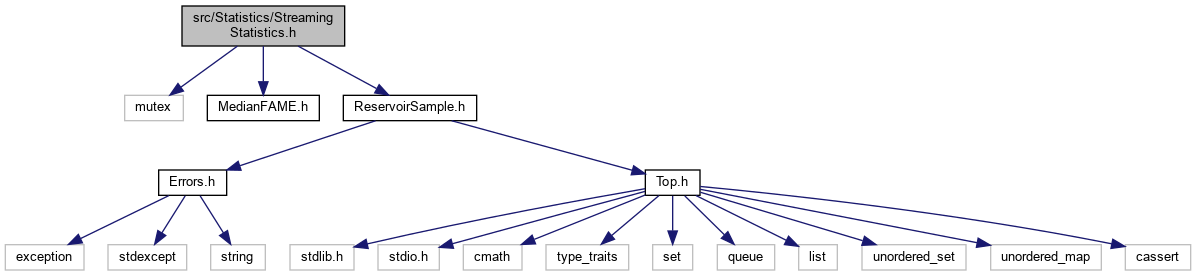 src/Statistics/Streaming
Statistics.h
mutex
MedianFAME.h
ReservoirSample.h
Errors.h
Top.h
exception
stdexcept
string
stdlib.h
stdio.h
cmath
type_traits
set
queue
list
unordered_set
unordered_map
cassert